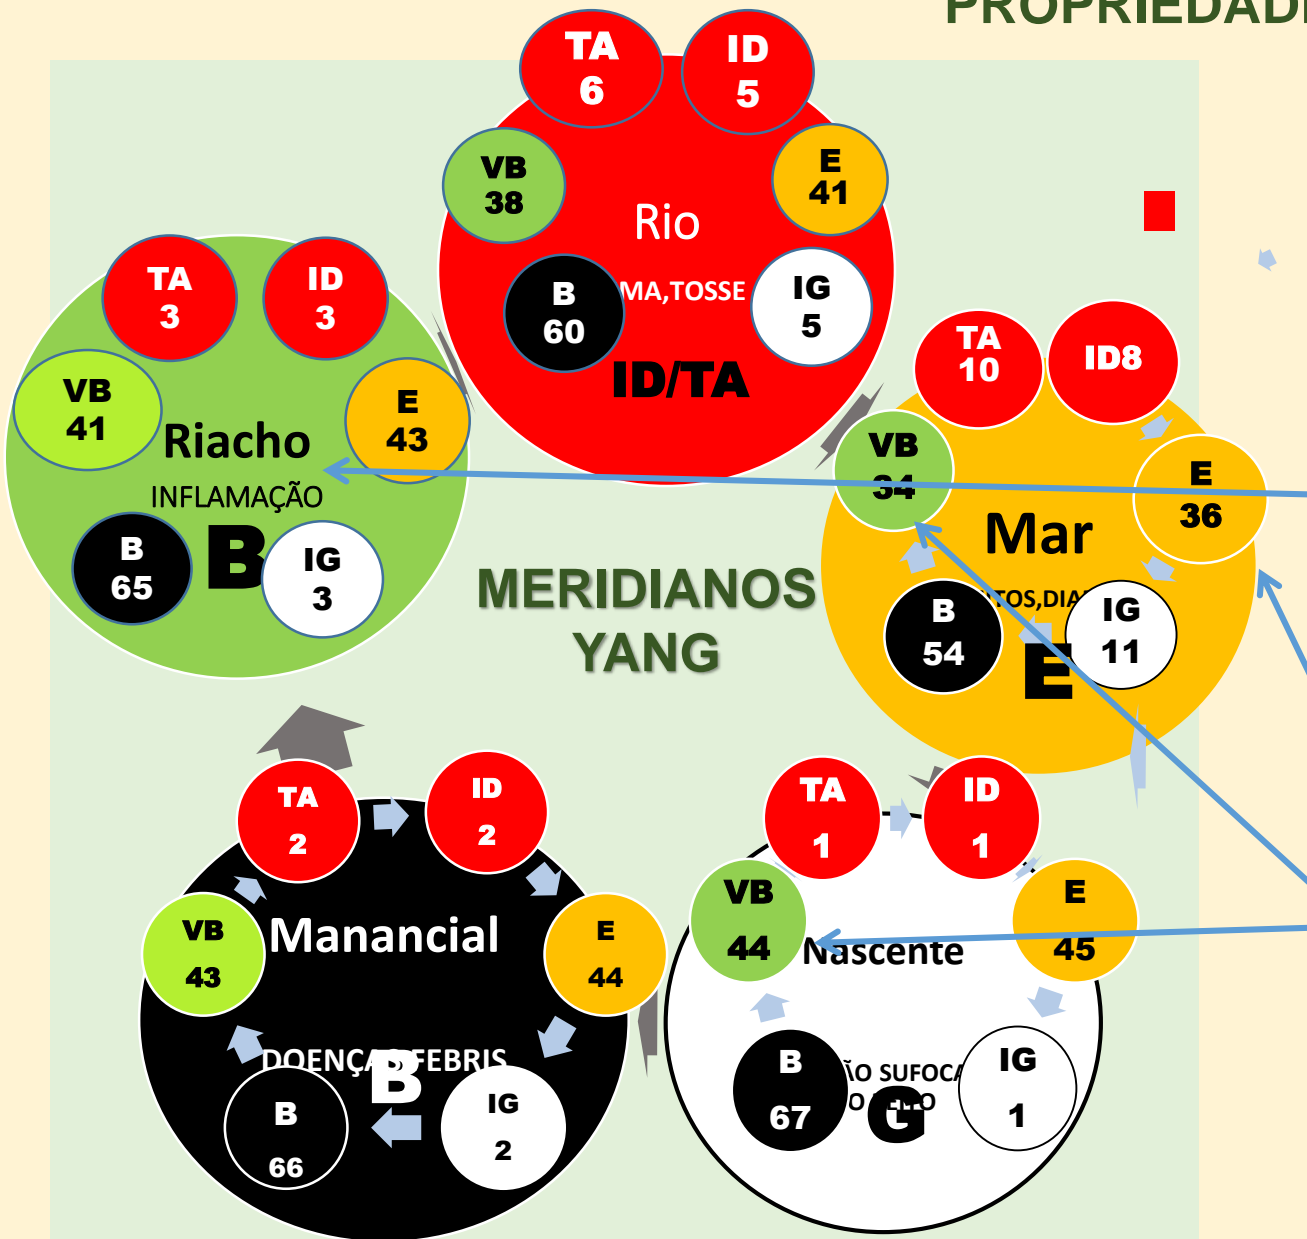 TA
6
ID
5
VB
38
E
41
Rio
MA,TOSSE
B
60
IG
5
ID/TA
TA
3
ID
3
VB
41
E
43
Riacho
INFLAMAÇÃO
B
65
B
IG
3
TA
10
ID8
VB
34
E
36
Mar
B
54
IG
11
E
MERIDIANOS
YANG
TA
2
ID
2
VB
43
E
44
Manancial
DOENÇAS FEBRIS
B
B
66
IG
2
TA
1
ID
1
VB
44
E
45
Nascente
B
67
SUFOCA
G
IG
1